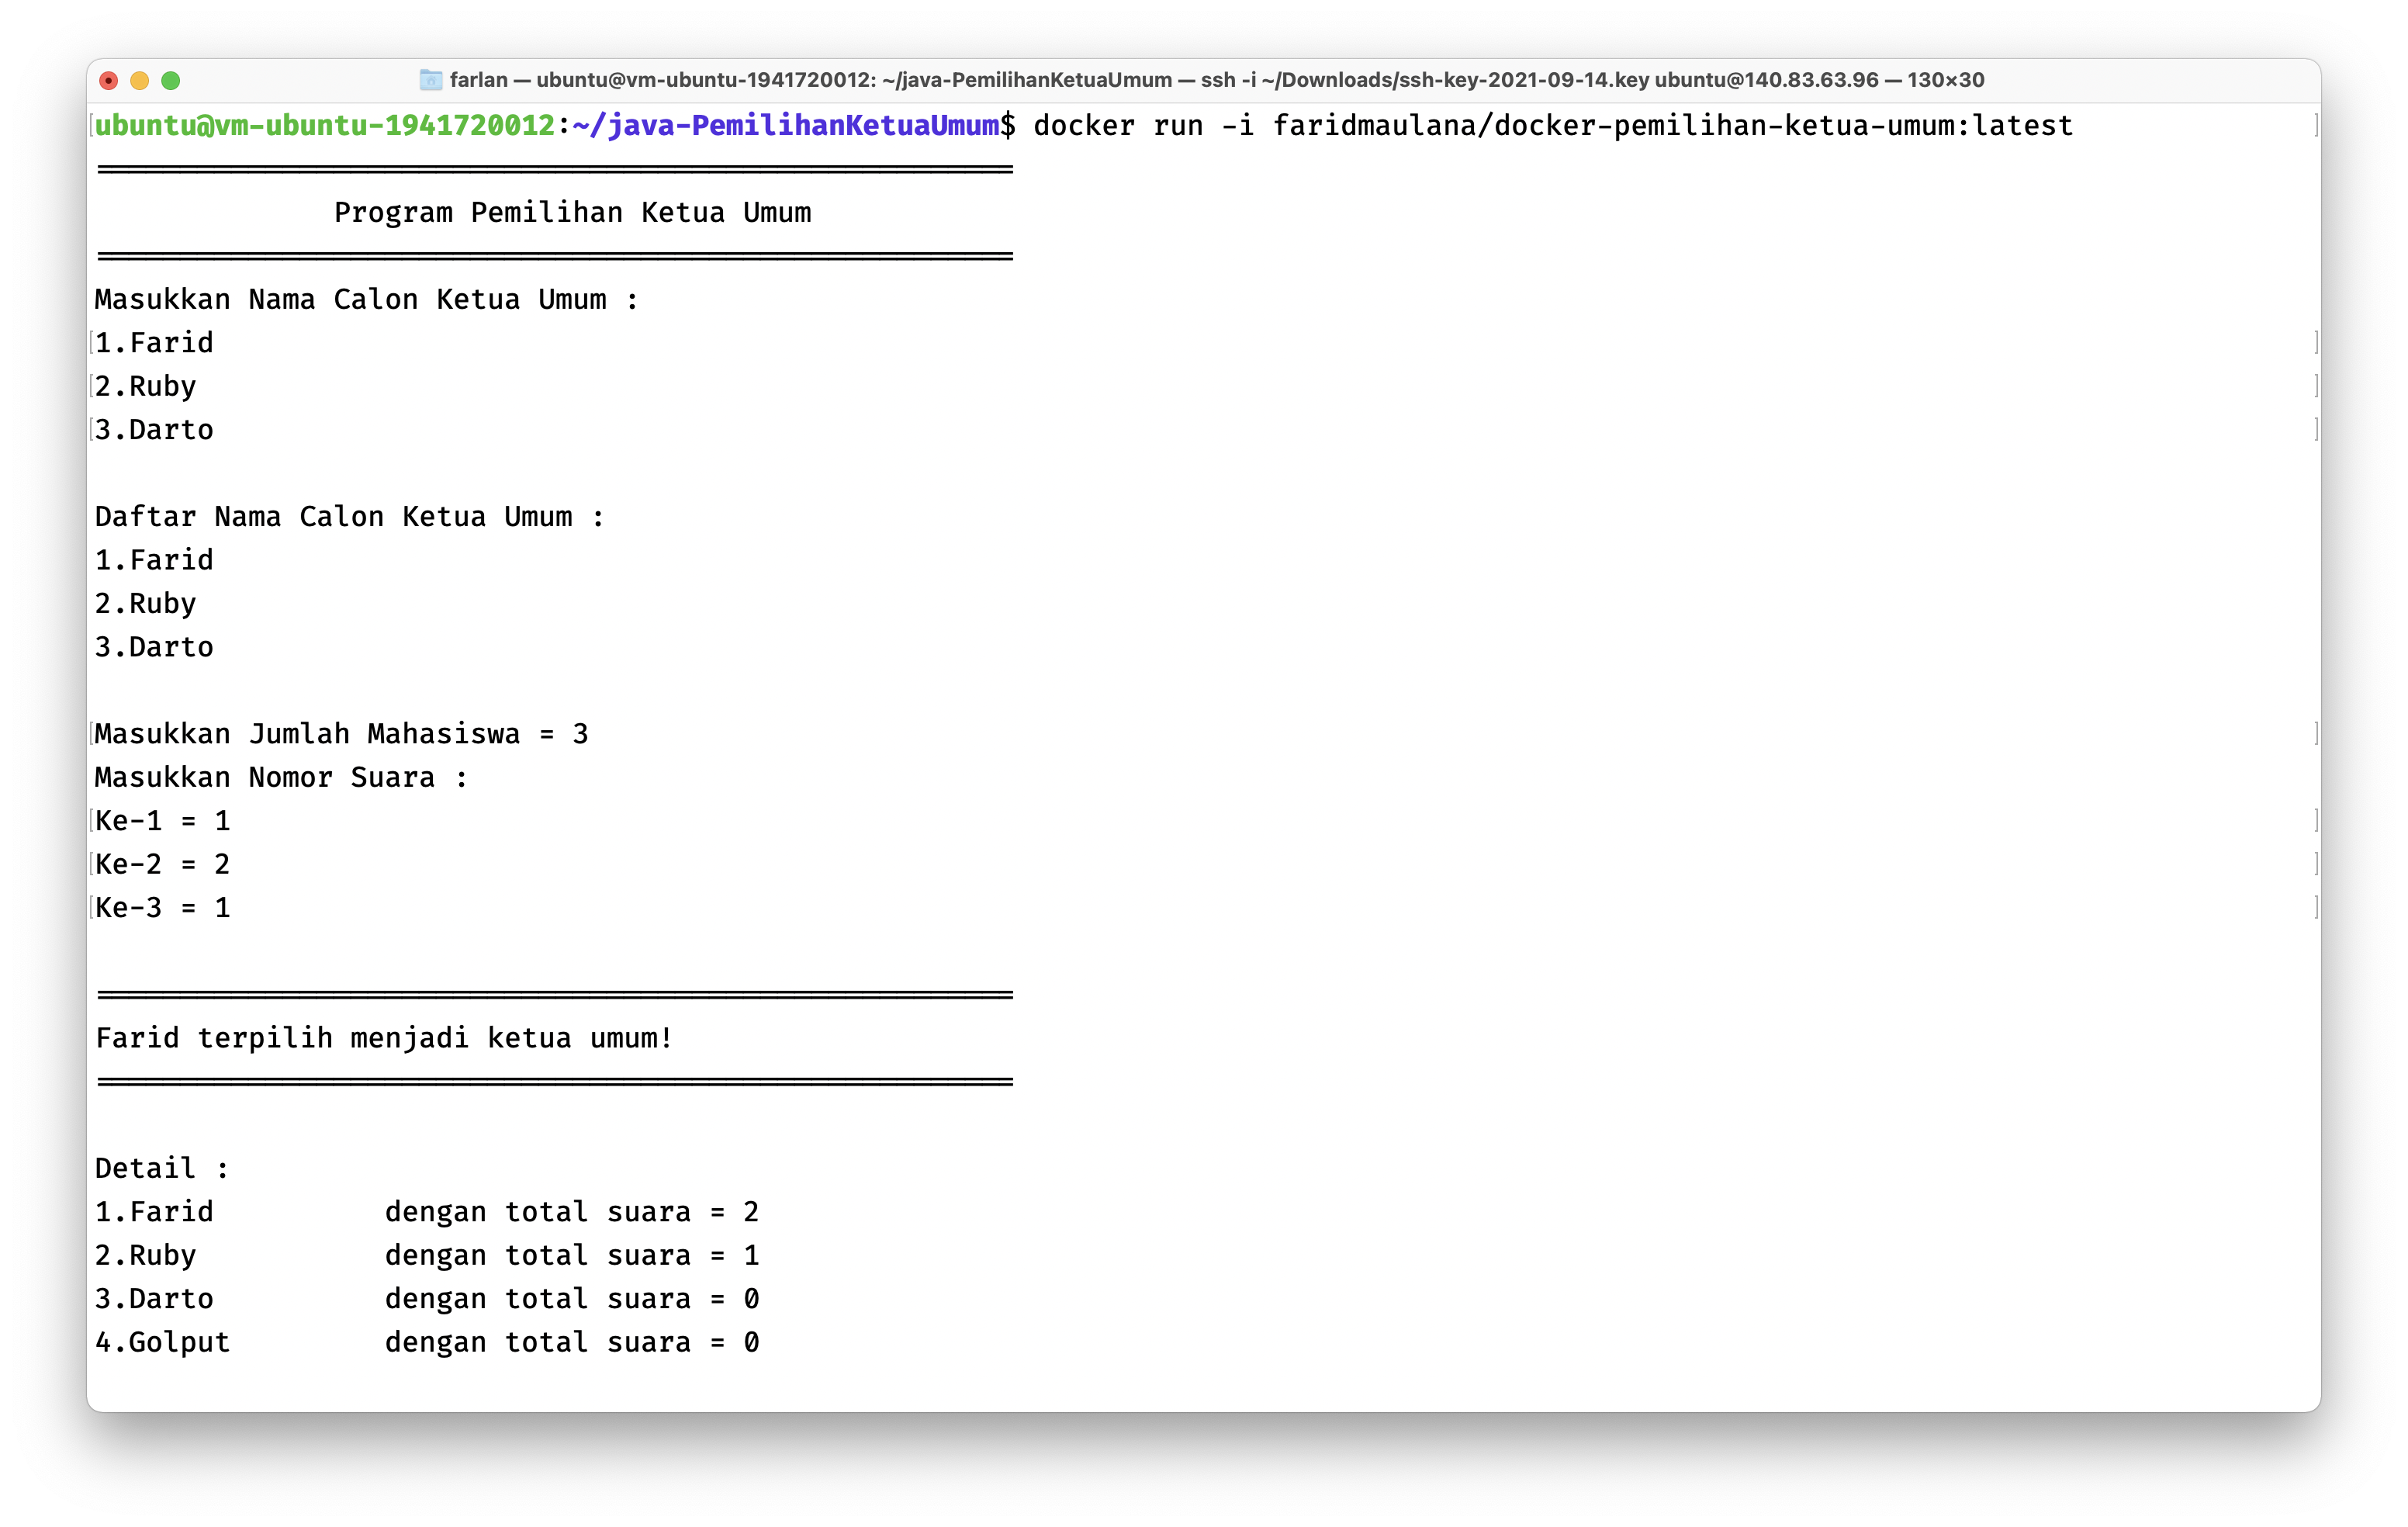 farlan — ubuntu@vm-ubuntu-1941720012: ~/java-PemilihanKetuaUmum — ssh -i ~/Downloads/ssh-key-2021-09-14.key ubuntu@140.83.63.96 — 130×30
ubuntu@vm-ubuntu-1941720012:~/java-PemilihanKetuaUmum$ docker run -i faridmaulana/docker-pemilihan-ketua-umum:latest
======================================================
Program Pemilihan Ketua Umum
======================================================
Masukkan Nama Calon Ketua Umum :
1.Farid
2.Ruby
3.Darto
Daftar Nama Calon Ketua Umum :
1.Farid
2.Ruby
3.Darto
Masukkan Jumlah Mahasiswa = 3
Masukkan Nomor Suara :
Ke-1 = 1
Ke-2 = 2
Ke-3 = 1
======================================================
Farid terpilih menjadi ketua umum!
======================================================
Detail :
1.Farid dengan total suara = 2
2.Ruby dengan total suara = 1
3.Darto dengan total suara = 0
4.Golput dengan total suara = 0